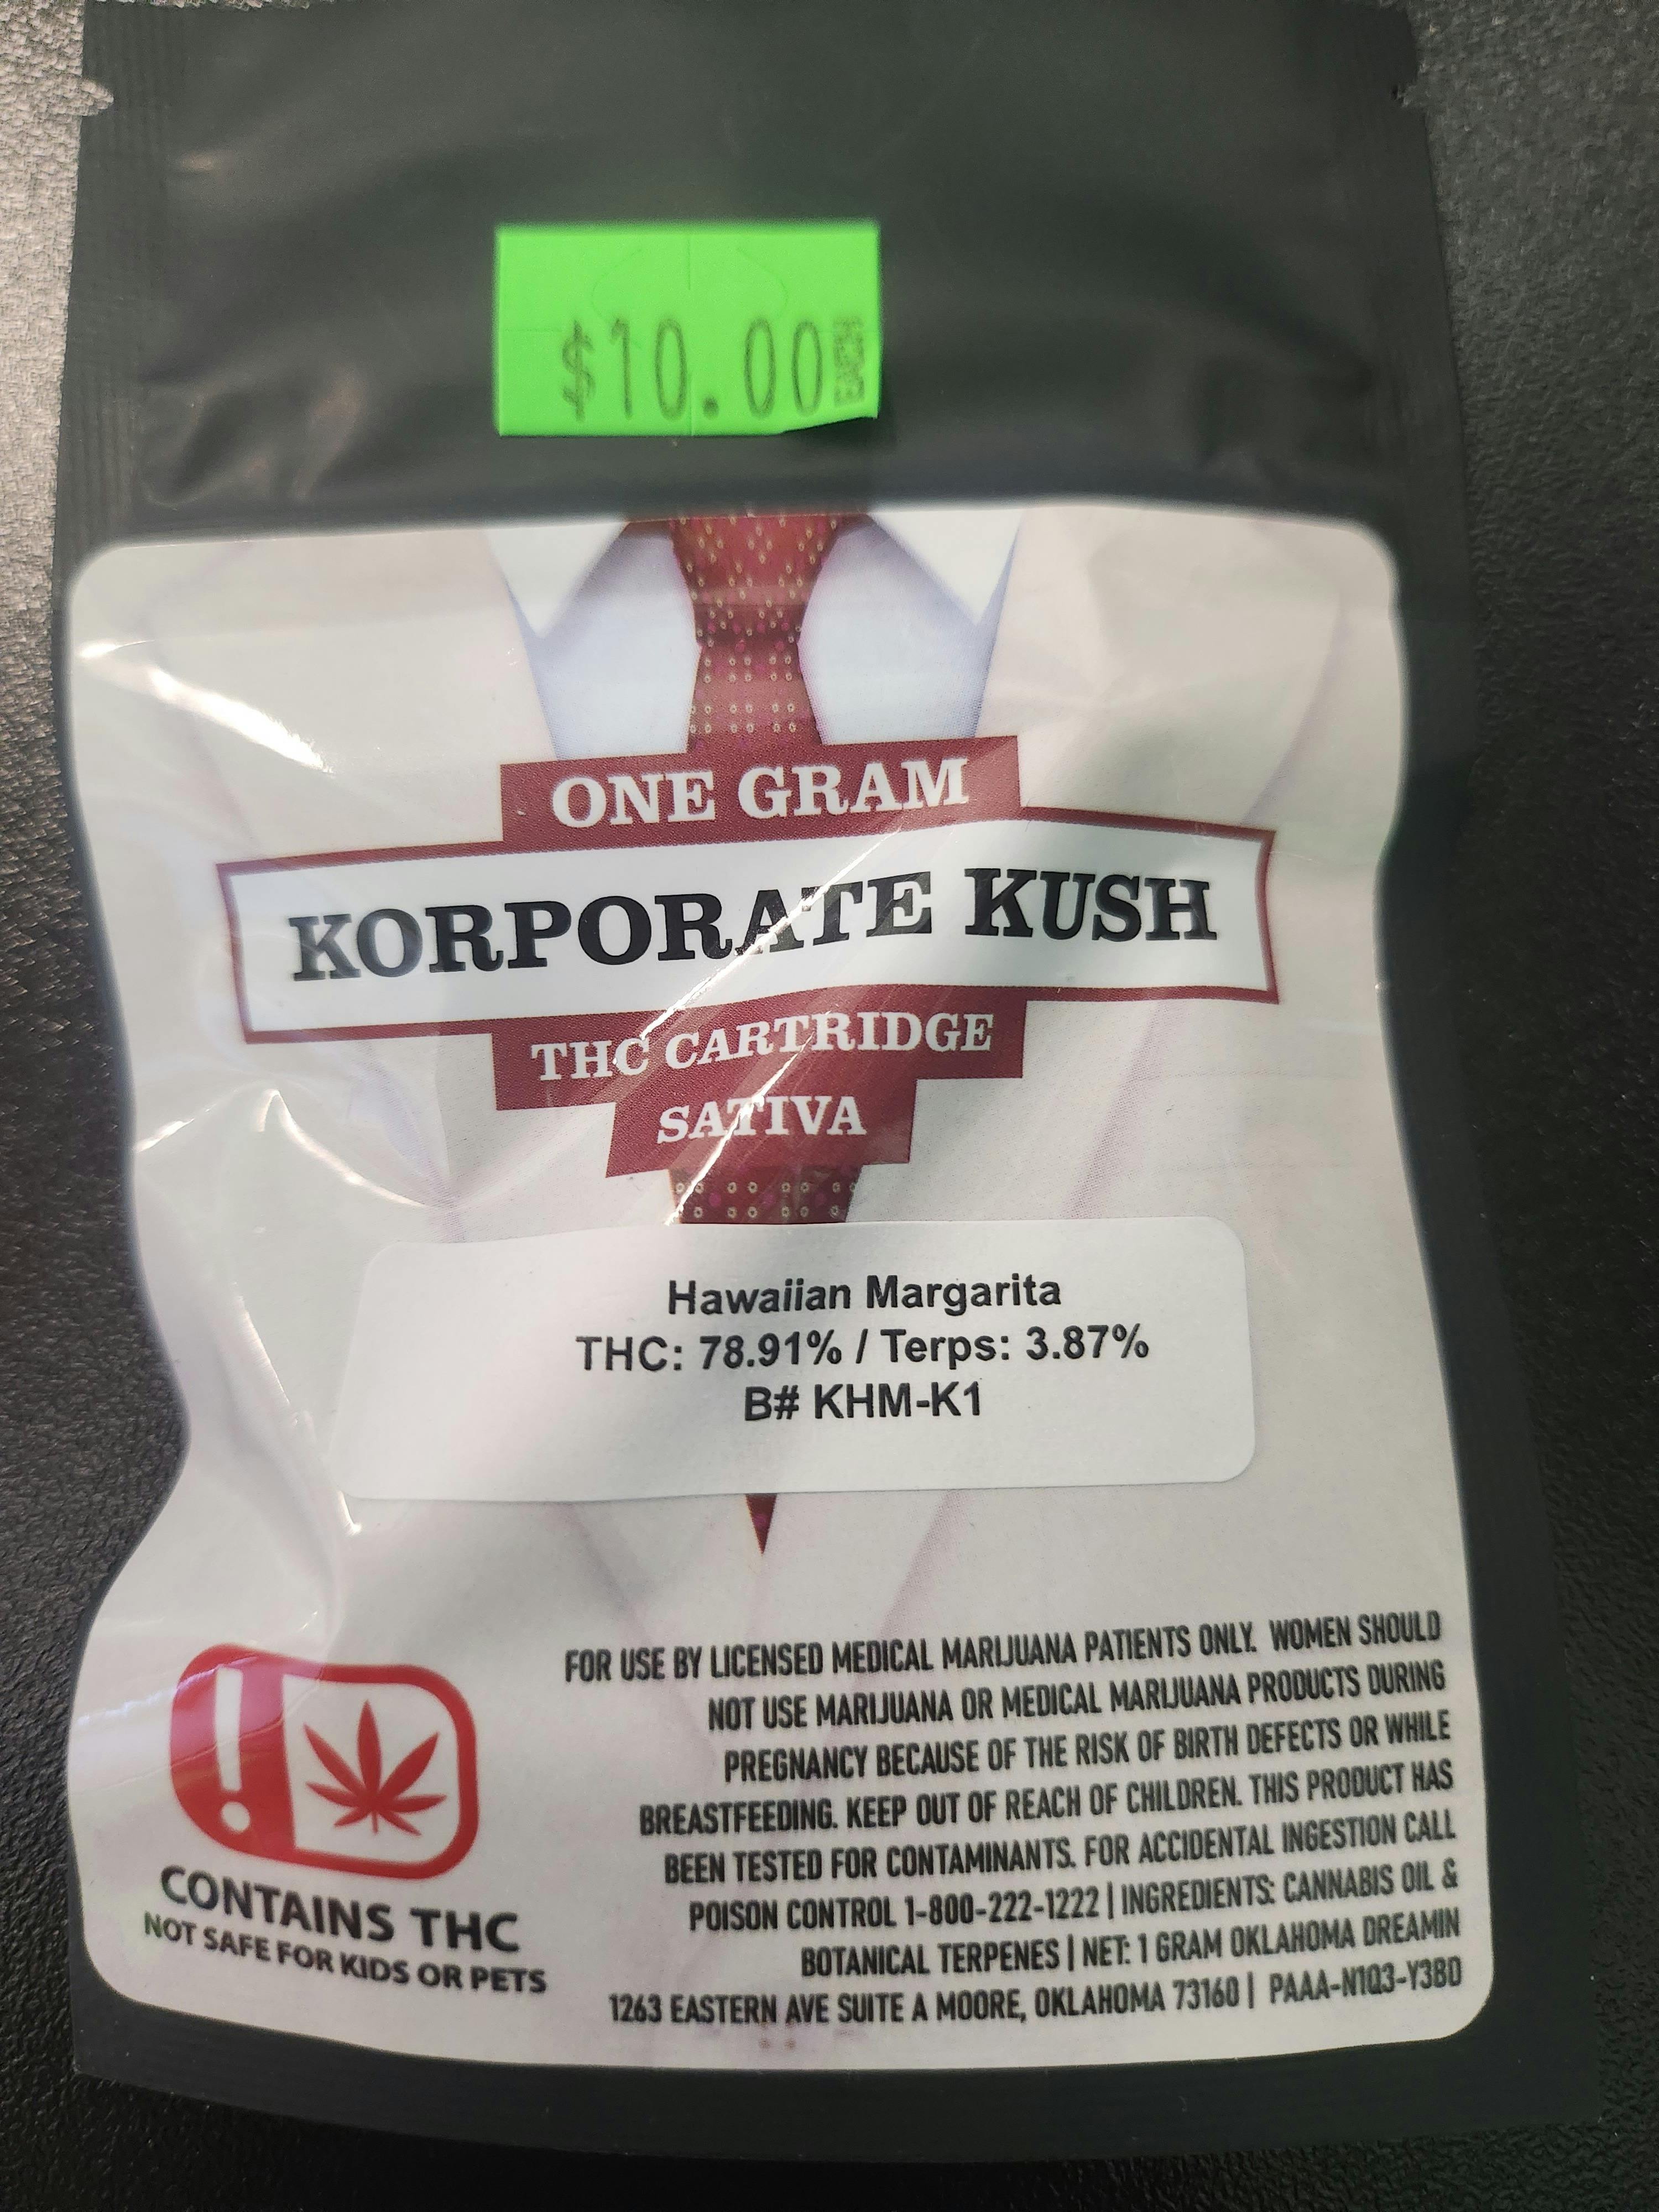 $10.00 EACH
ONE GRAM
KORPORATE KUSH
THC CARTRIDGE
SATIVA
Hawaiian Margarita
THC: 78.91% / Terps: 3.87%
B# KHM-K1
FOR USE BY LICENSED MEDICAL MARIJUANA PATIENTS ONLY. WOMEN SHOULD
NOT USE MARIJUANA OR MEDICAL MARIJUANA PRODUCTS DURING
PREGNANCY BECAUSE OF THE RISK OF BIRTH DEFECTS OR WHILE
BREASTFEEDING. KEEP OUT OF REACH OF CHILDREN. THIS PRODUCT HAS
BEEN TESTED FOR CONTAMINANTS. FOR ACCIDENTAL INGESTION CALL
POISON CONTROL 1-800-222-1222 | INGREDIENTS: CANNABIS OIL &
BOTANICAL TERPENES | NET: 1 GRAM OKLAHOMA DREAMIN
1263 EASTERN AVE SUITE A MOORE, OKLAHOMA 73160 | PAAA-N1Q3-Y3BD
!
CONTAINS THC
NOT SAFE FOR KIDS OR PETS